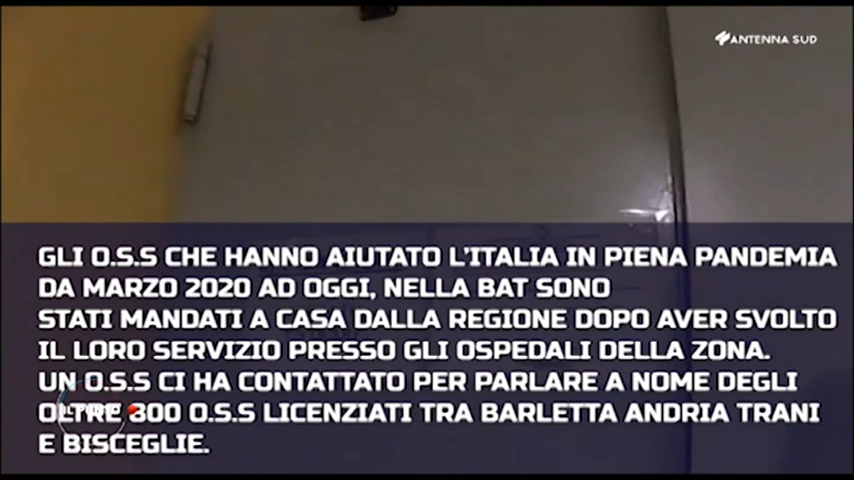 ANTENNA SUD
GLI O.S.S CHE HANNO AIUTATO L'ITALIA IN PIENA PANDEMIA
DA MARZO 2020 AD OGGI, NELLA BAT SONO
STATI MANDATI A CASA DALLA REGIONE DOPO AVER SVOLTO
IL LORO SERVIZIO PRESSO GLI OSPEDALI DELLA ZONA.
UN O.S.S CI HA CONTATTATO PER PARLARE A NOME DEGLI
OLTRE 300 O.S.S LICENZIATI TRA BARLETTA ANDRIA TRANI
E BISCEGLIE.